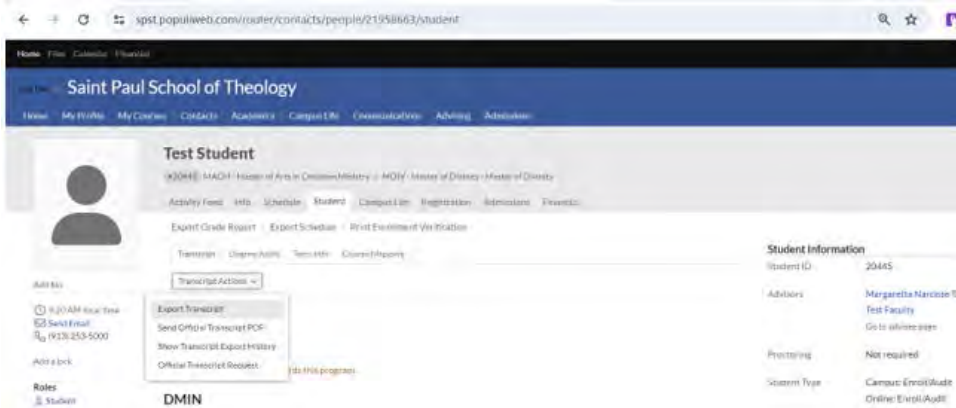 spst.populiweb.com/router/contacts/people/21958663/student
Home Files Calendar Financial
Saint Paul School of Theology
Home My Profile My Courses Contacts Academics Campus Life Communications Advising Admissions
Test Student
#20445 MACM - Master of Arts in Christian Ministry MDIV - Master of Divinity - Master of Divinity
Activity Feed Info Schedule Student Campus Life Registration Admissions Financial
Export Grade Report Export Schedule Print Enrollment Verification
Transcript Degree Audit Course History
Transcript Actions
Export Transcript
Send Official Transcript PDF
Show Transcript Export History
Official Transcript Request
this program
DMIN
Add bio
9:20 AM local time
Send Email
(913) 253-5000
Add a lock
Roles
Student
Student Information
Student ID 20445
Advisors Margaretta Narcisse
Test Faculty
Go to advisee page
Proctoring Not required
Student Type Campus: Enroll/Audit
Online: Enroll/Audit